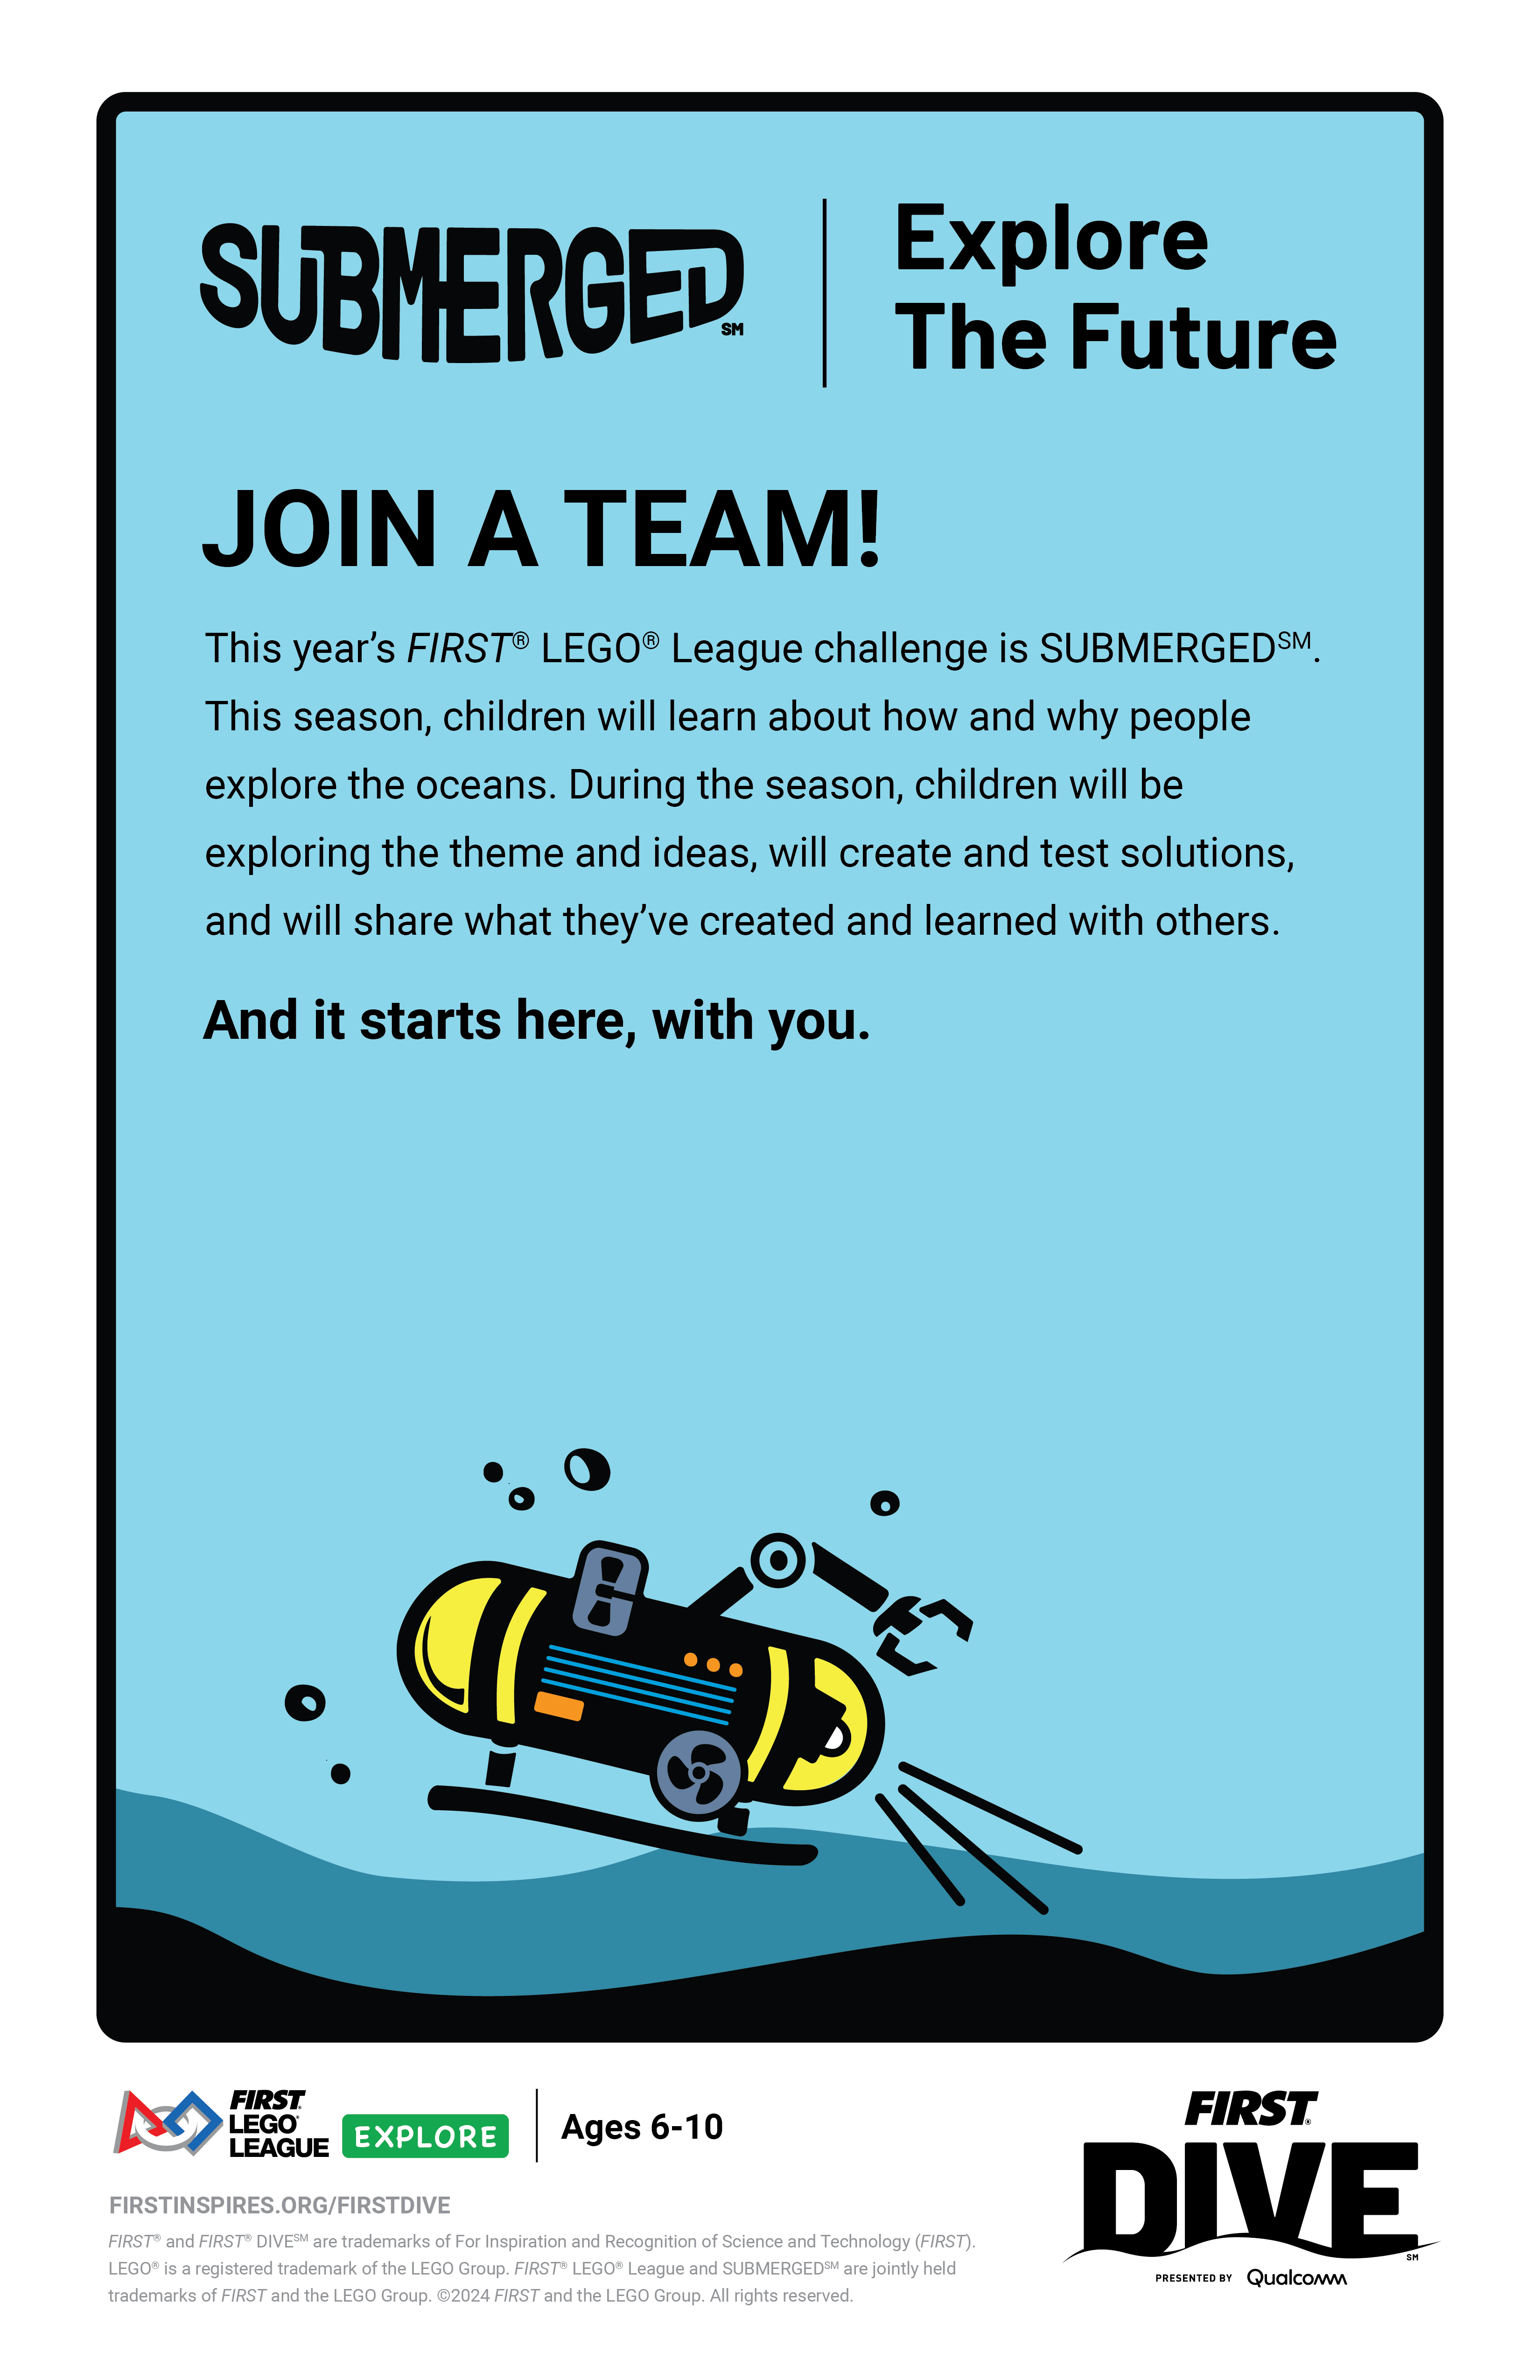 SUBMERGED℠
Explore
The Future
JOIN A TEAM!
This year’s FIRST® LEGO® League challenge is SUBMERGED℠.
This season, children will learn about how and why people
explore the oceans. During the season, children will be
exploring the theme and ideas, will create and test solutions,
and will share what they’ve created and learned with others.
And it starts here, with you.
FIRST®
LEGO®
LEAGUE
EXPLORE
Ages 6-10
FIRSTINSPIRES.ORG/FIRSTDIVE
FIRST® and FIRST® DIVE℠ are trademarks of For Inspiration and Recognition of Science and Technology (FIRST).
LEGO® is a registered trademark of the LEGO Group. FIRST® LEGO® League and SUBMERGED℠ are jointly held
trademarks of FIRST and the LEGO Group. ©2024 FIRST and the LEGO Group. All rights reserved.
FIRST®
DIVE℠
PRESENTED BY Qualcomm